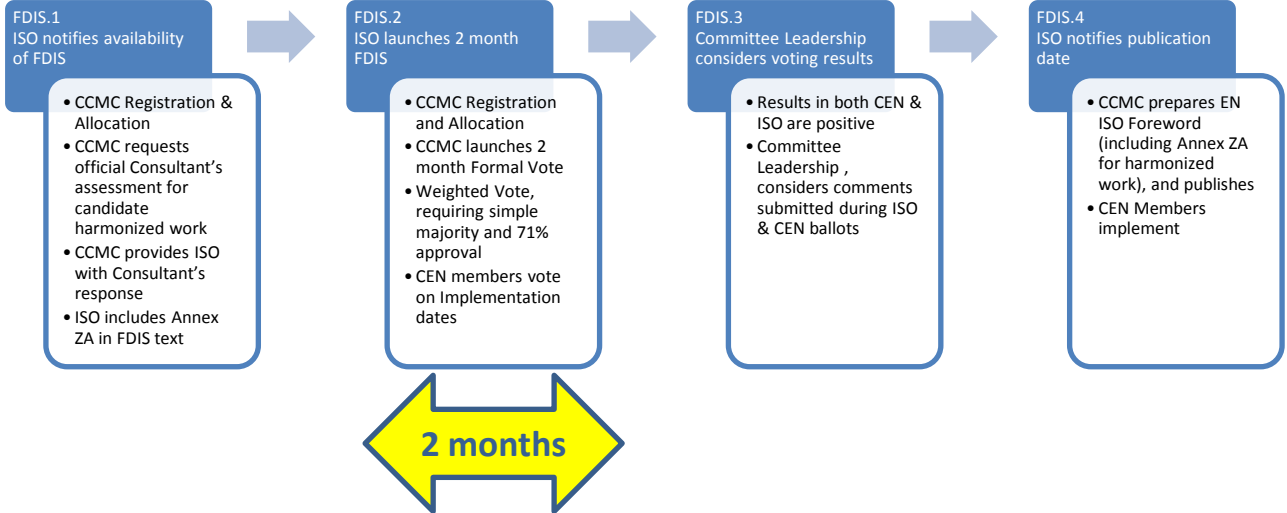 FDIS.1
ISO notifies availability
of FDIS
• CCMC Registration &
Allocation
• CCMC requests
official Consultant's
assessment for
candidate
harmonized work
• CCMC provides ISO
with Consultant's
response
• ISO includes Annex
ZA in FDIS text
FDIS.2
ISO launches 2 month
FDIS
• CCMC Registration
and Allocation
• CCMC launches 2
month Formal Vote
• Weighted Vote,
requiring simple
majority and 71%
approval
• CEN members vote
on Implementation
dates
2 months
FDIS.3
Committee Leadership
considers voting results
• Results in both CEN &
ISO are positive
• Committee
Leadership ,
considers comments
submitted during ISO
& CEN ballots
FDIS.4
ISO notifies publication
date
• CCMC prepares EN
ISO Foreword
(including Annex ZA
for harmonized
work), and publishes
• CEN Members
implement